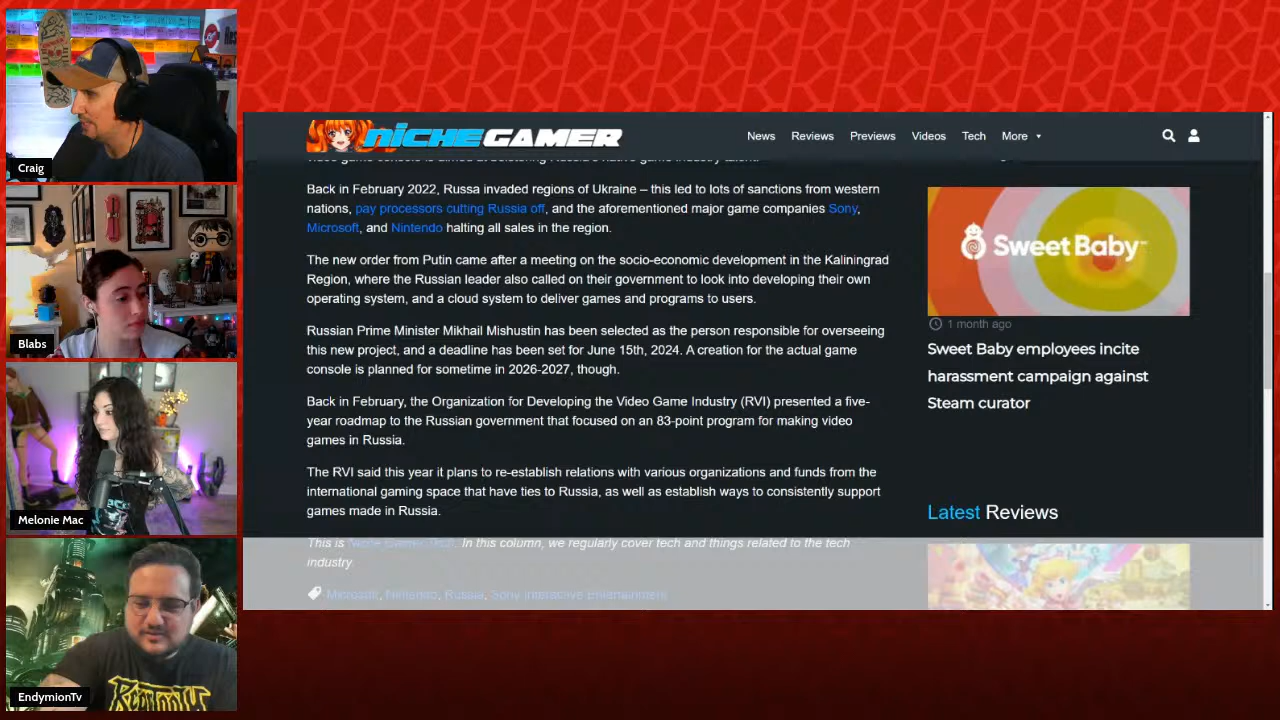 Craig
Blabs
Melonie Mac
EndymionTv
NICHEGAMER
News Reviews Previews Videos Tech More
Back in February 2022, Russa invaded regions of Ukraine – this led to lots of sanctions from western
nations, pay processors cutting Russia off, and the aforementioned major game companies Sony,
Microsoft, and Nintendo halting all sales in the region.
The new order from Putin came after a meeting on the socio-economic development in the Kaliningrad
Region, where the Russian leader also called on their government to look into developing their own
operating system, and a cloud system to deliver games and programs to users.
Russian Prime Minister Mikhail Mishustin has been selected as the person responsible for overseeing
this new project, and a deadline has been set for June 15th, 2024. A creation for the actual game
console is planned for sometime in 2026-2027, though.
Back in February, the Organization for Developing the Video Game Industry (RVI) presented a five-
year roadmap to the Russian government that focused on an 83-point program for making video
games in Russia.
The RVI said this year it plans to re-establish relations with various organizations and funds from the
international gaming space that have ties to Russia, as well as establish ways to consistently support
games made in Russia.
This is Niche Gamer Tech. In this column, we regularly cover tech and things related to the tech
industry.
Microsoft, Nintendo, Russia, Sony Interactive Entertainment
Sweet Baby
1 month ago
Sweet Baby employees incite
harassment campaign against
Steam curator
Latest Reviews